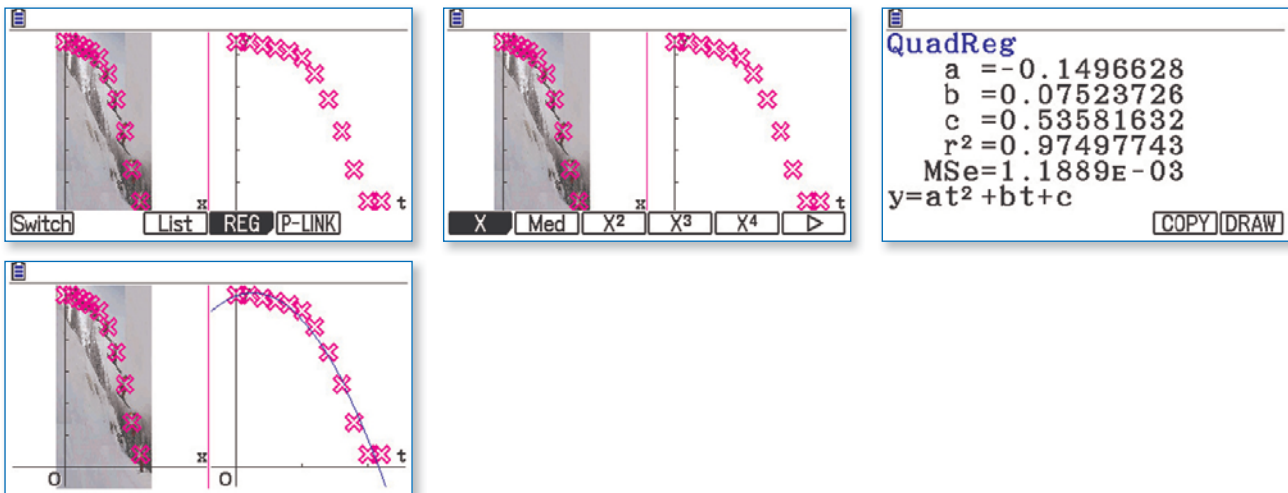 x
t
Switch List REG P-LINK
x
t
X Med X² X³ X⁴ ▷
QuadReg
a =-0.1496628
b =0.07523726
c =0.53581632
r²=0.97497743
MSe=1.1889ᴇ-03
y=at²+bt+c
COPY DRAW
x
t
O
O